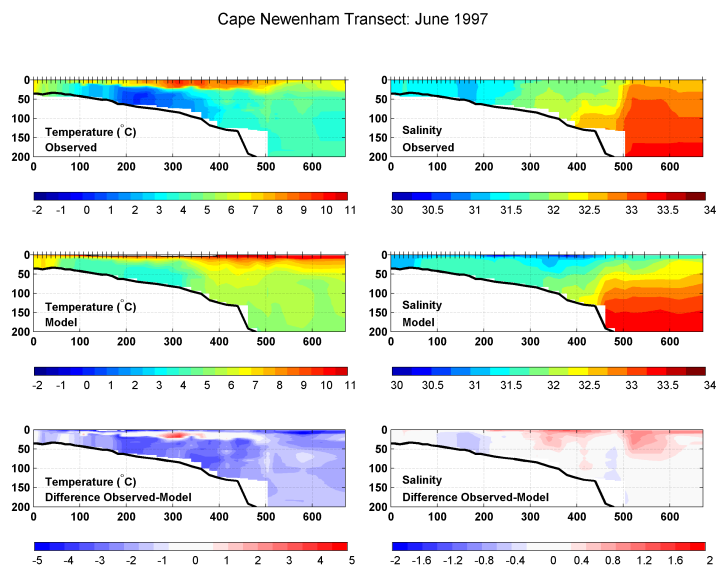 Cape Newenham Transect: June 1997
0
50
100
150
200
Temperature (°C)
Observed
0 100 200 300 400 500 600
-2 -1 0 1 2 3 4 5 6 7 8 9 10 11
0
50
100
150
200
Salinity
Observed
0 100 200 300 400 500 600
30 30.5 31 31.5 32 32.5 33 33.5 34
0
50
100
150
200
Temperature (°C)
Model
0 100 200 300 400 500 600
-2 -1 0 1 2 3 4 5 6 7 8 9 10 11
0
50
100
150
200
Salinity
Model
0 100 200 300 400 500 600
30 30.5 31 31.5 32 32.5 33 33.5 34
0
50
100
150
200
Temperature (°C)
Difference Observed-Model
0 100 200 300 400 500 600
-5 -4 -3 -2 -1 0 1 2 3 4 5
0
50
100
150
200
Salinity
Difference Observed-Model
0 100 200 300 400 500 600
-2 -1.6 -1.2 -0.8 -0.4 0 0.4 0.8 1.2 1.6 2